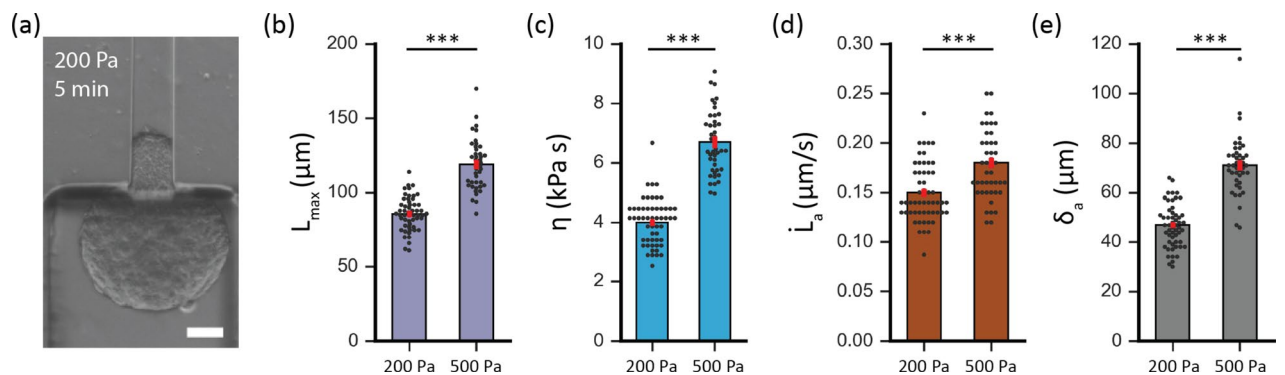 (a)
200 Pa
5 min
(b)
***
200
150
100
50
0
L_max (µm)
200 Pa 500 Pa
(c)
***
10
8
6
4
2
0
η (kPa s)
200 Pa 500 Pa
(d)
***
0.30
0.25
0.20
0.15
0.10
0.05
0.00
L̇_a (µm/s)
200 Pa 500 Pa
(e)
***
120
100
80
60
40
20
0
δ_a (µm)
200 Pa 500 Pa